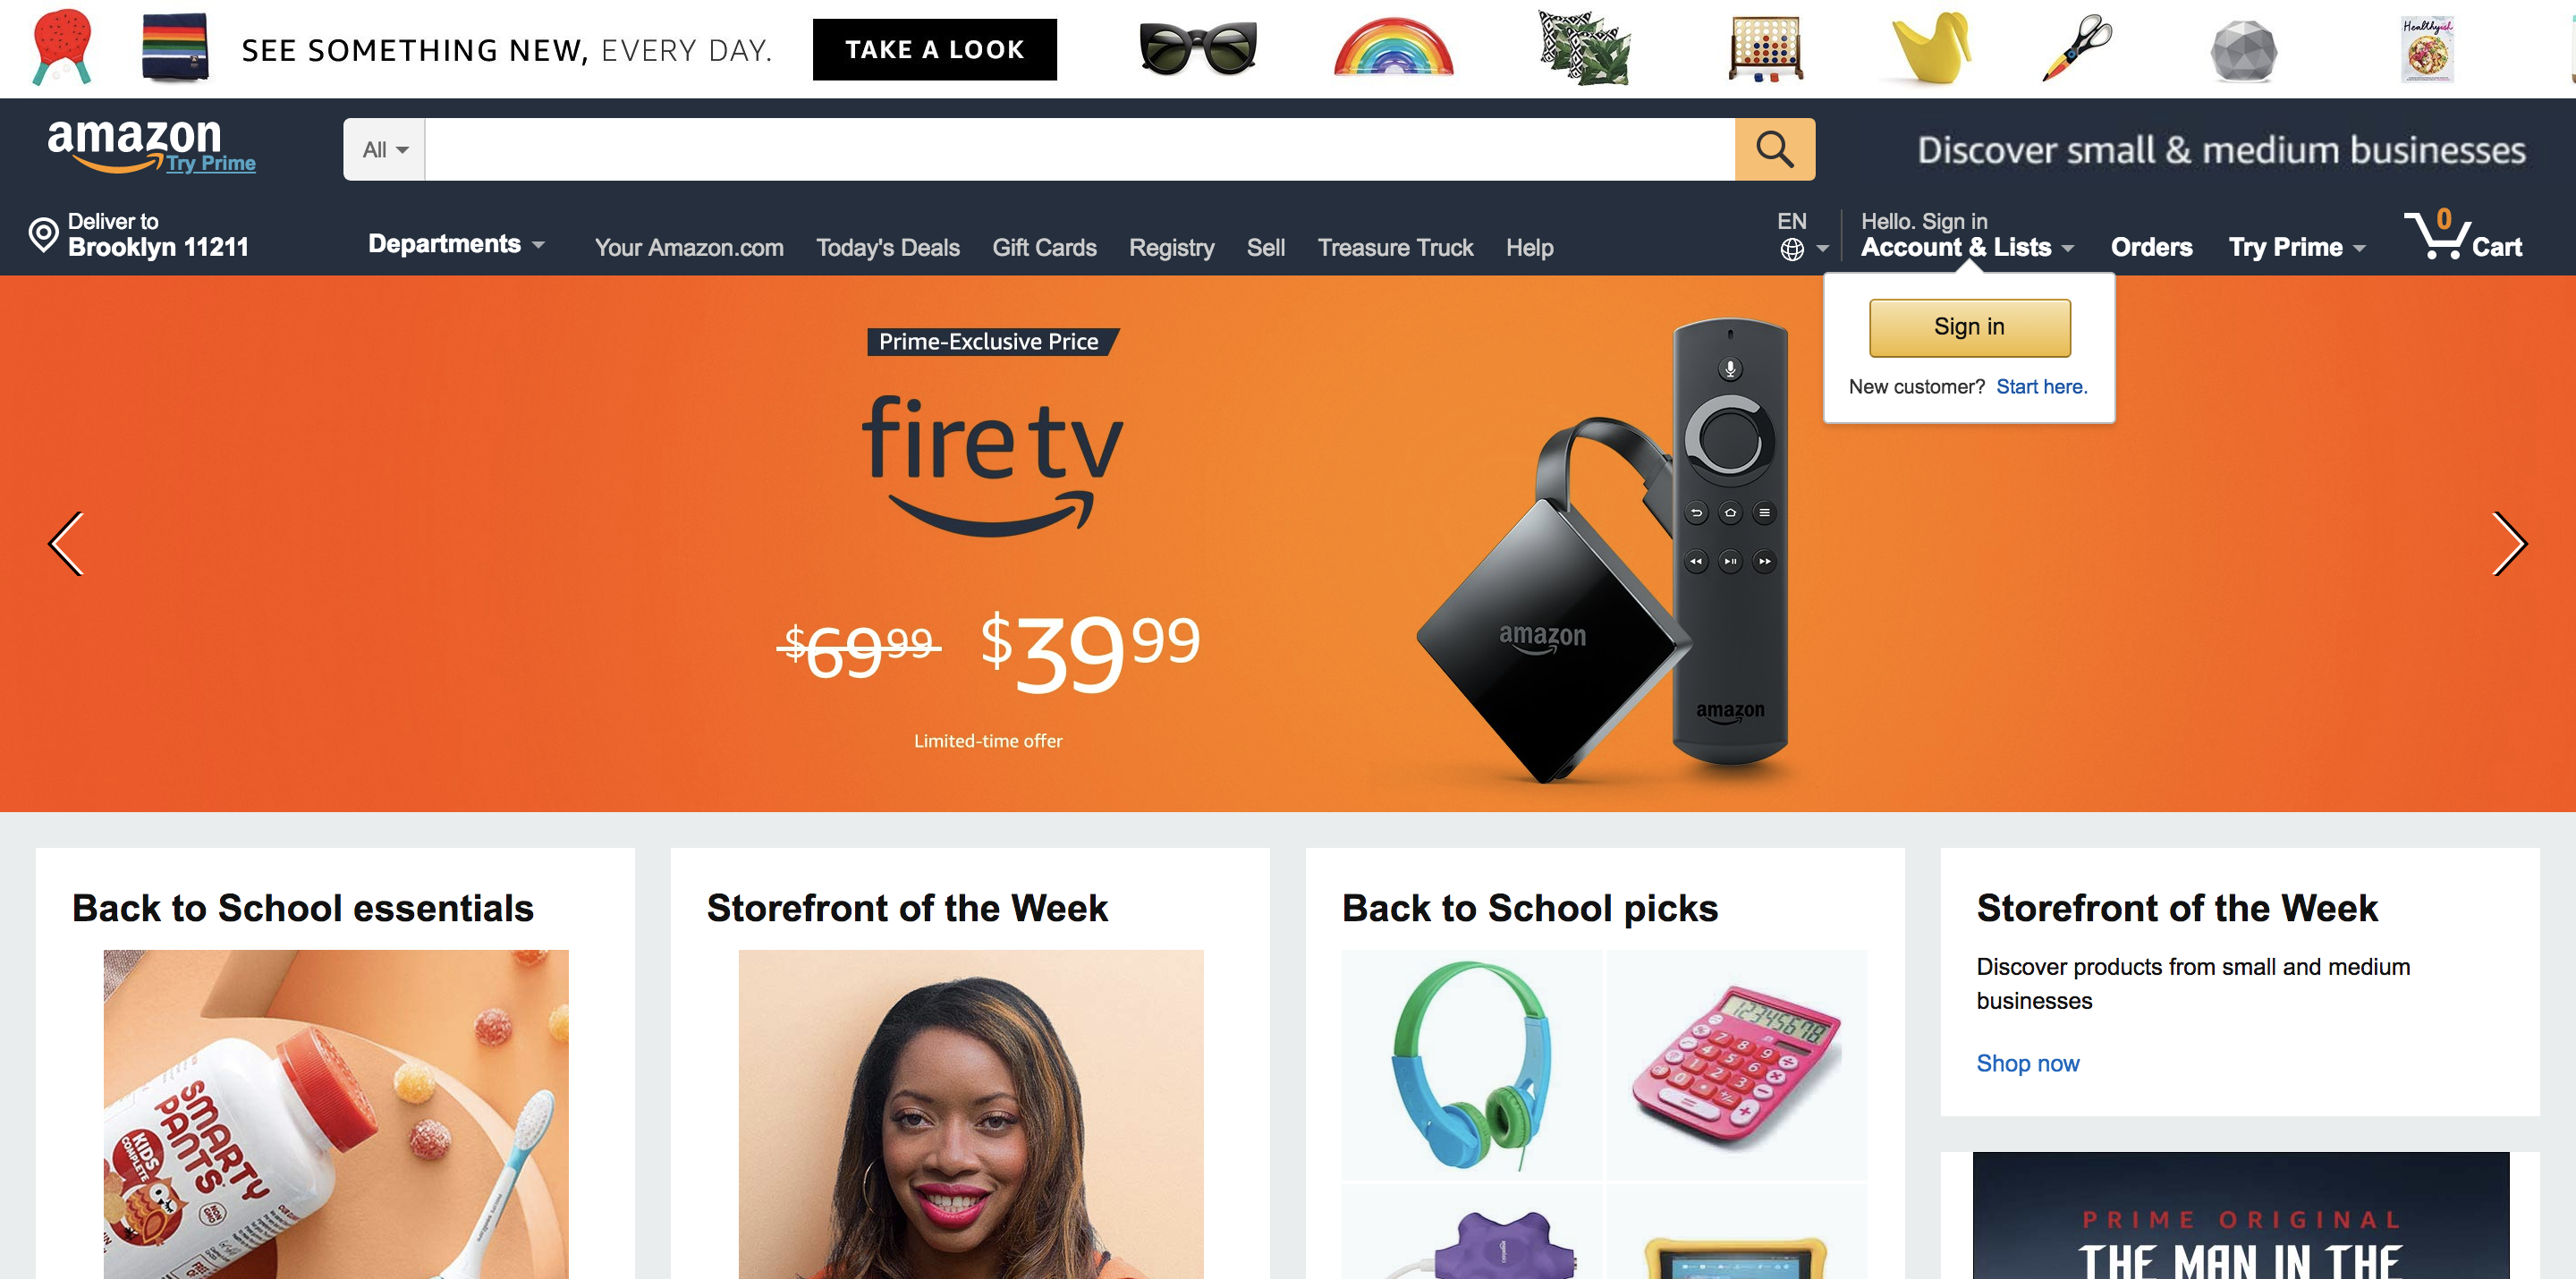 SEE SOMETHING NEW, EVERY DAY.
TAKE A LOOK
Healthyish
amazon
Try Prime
All
Discover small & medium businesses
Deliver to
Brooklyn 11211
Departments
Your Amazon.com
Today's Deals
Gift Cards
Registry
Sell
Treasure Truck
Help
EN
Hello. Sign in
Account & Lists
Orders
Try Prime
0
Cart
Sign in
New customer? Start here.
Prime-Exclusive Price
fire tv
$69.99 $39.99
Limited-time offer
amazon
amazon
Back to School essentials
SMARTY
PANTS
KIDS
COMPLETE
NON
GMO
Storefront of the Week
Back to School picks
12345678
Storefront of the Week
Discover products from small and medium
businesses
Shop now
PRIME ORIGINAL
THE MAN IN THE